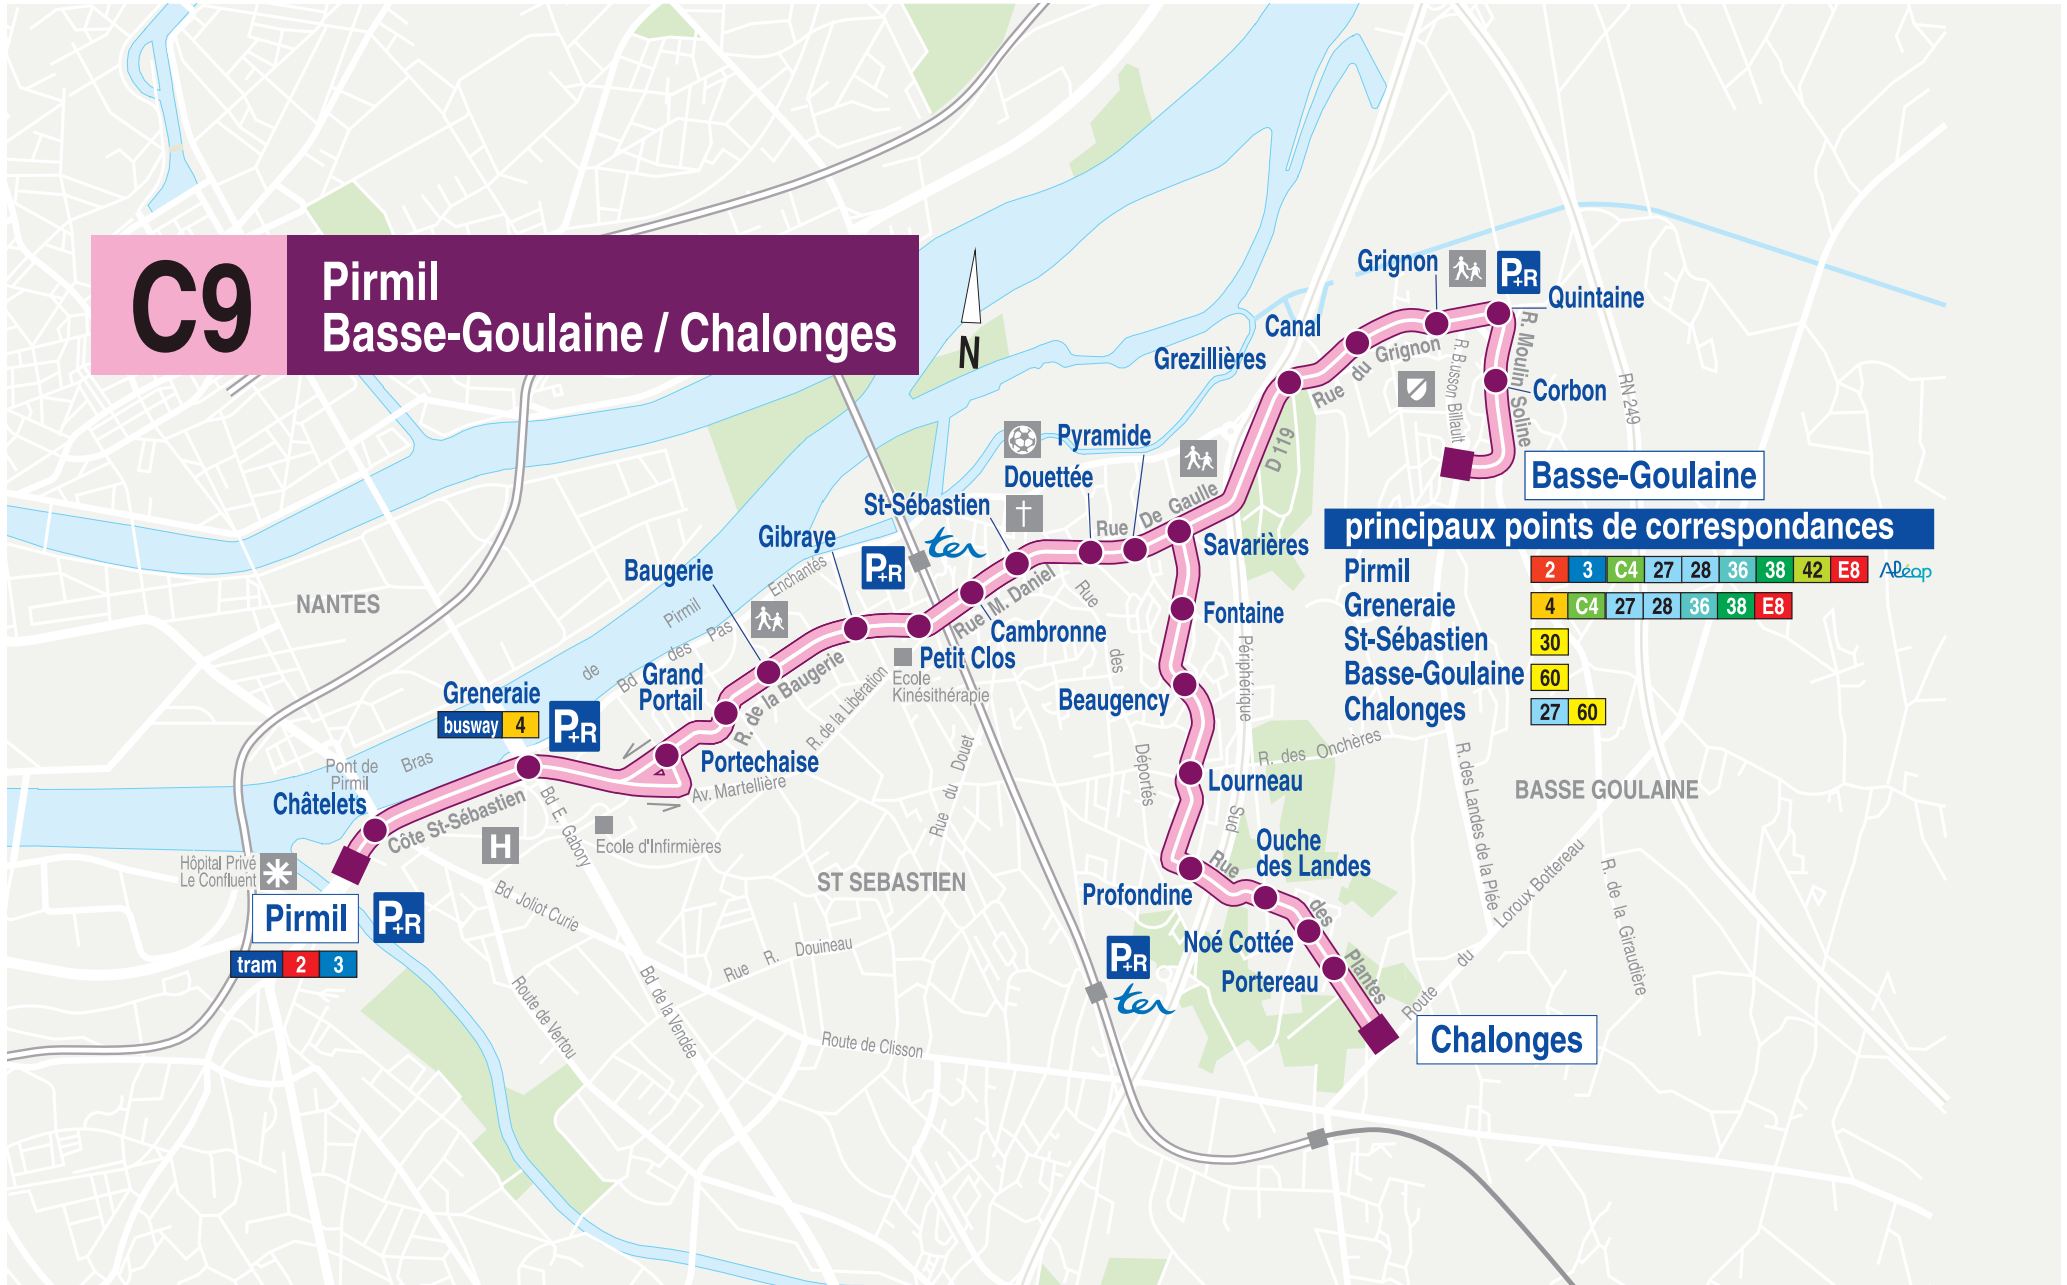 C9
Pirmil
Basse-Goulaine / Chalonges
N
Grignon
P+R
Quintaine
Canal
Grezillières
Rue du Grignon
R. B.usson Billault
R. Moulin Soline
RN 249
Corbon
Basse-Goulaine
D 119
Pyramide
Douettée
St-Sébastien
Rue De Gaulle
Savarières
Gibraye
P+R
ter
Baugerie
Enchantés
Pirmil
Pas
des
Bd
de
Bras
Pont de
Pirmil
NANTES
Rue M. Daniel
Cambronne
Petit Clos
Ecole
Kinésithérapie
Rue
des
Déportés
Fontaine
Périphérique
Sud
Beaugency
Grand
Portail
R. de la Baugerie
R. de la Libération
Greneraie
busway 4
P+R
Portechaise
Av. Martellière
Rue du Douet
Châtelets
Côte St-Sébastien
Bd E. Gabory
H
Ecole d'Infirmières
Hôpital Privé
Le Confluent
Pirmil
P+R
tram 2 3
Bd Joliot Curie
ST SEBASTIEN
Rue R. Douineau
Route de Vertou
Bd de la Vendée
Route de Clisson
Lourneau
R. des Onchères
Ouche
des Landes
Profondine
Rue
des
Plantes
Noé Cottée
Portereau
P+R
ter
Chalonges
Route
du
Loroux Bottereau
R. des Landes de la Plée
R. de la Giraudière
BASSE GOULAINE
principaux points de correspondances
Pirmil 2 3 C4 27 28 36 38 42 E8 Aléop
Greneraie 4 C4 27 28 36 38 E8
St-Sébastien 30
Basse-Goulaine 60
Chalonges 27 60